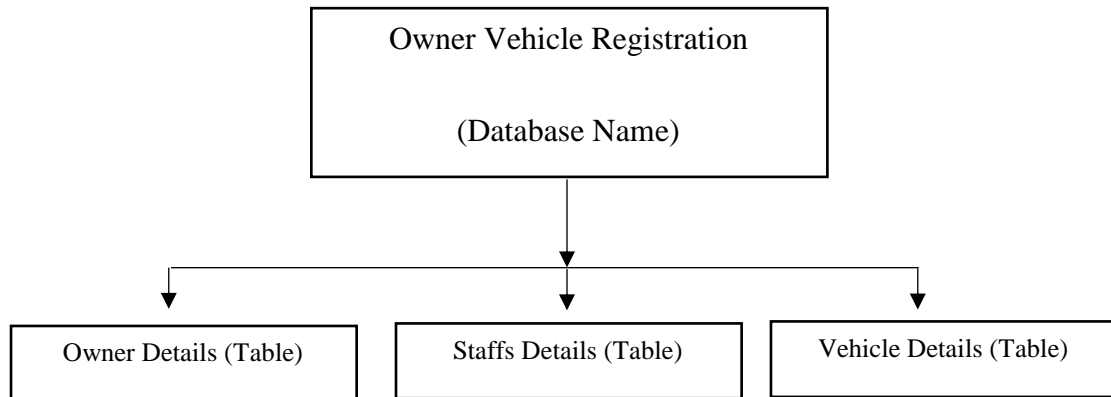 Owner Vehicle Registration
(Database Name)
Owner Details (Table)
Staffs Details (Table)
Vehicle Details (Table)